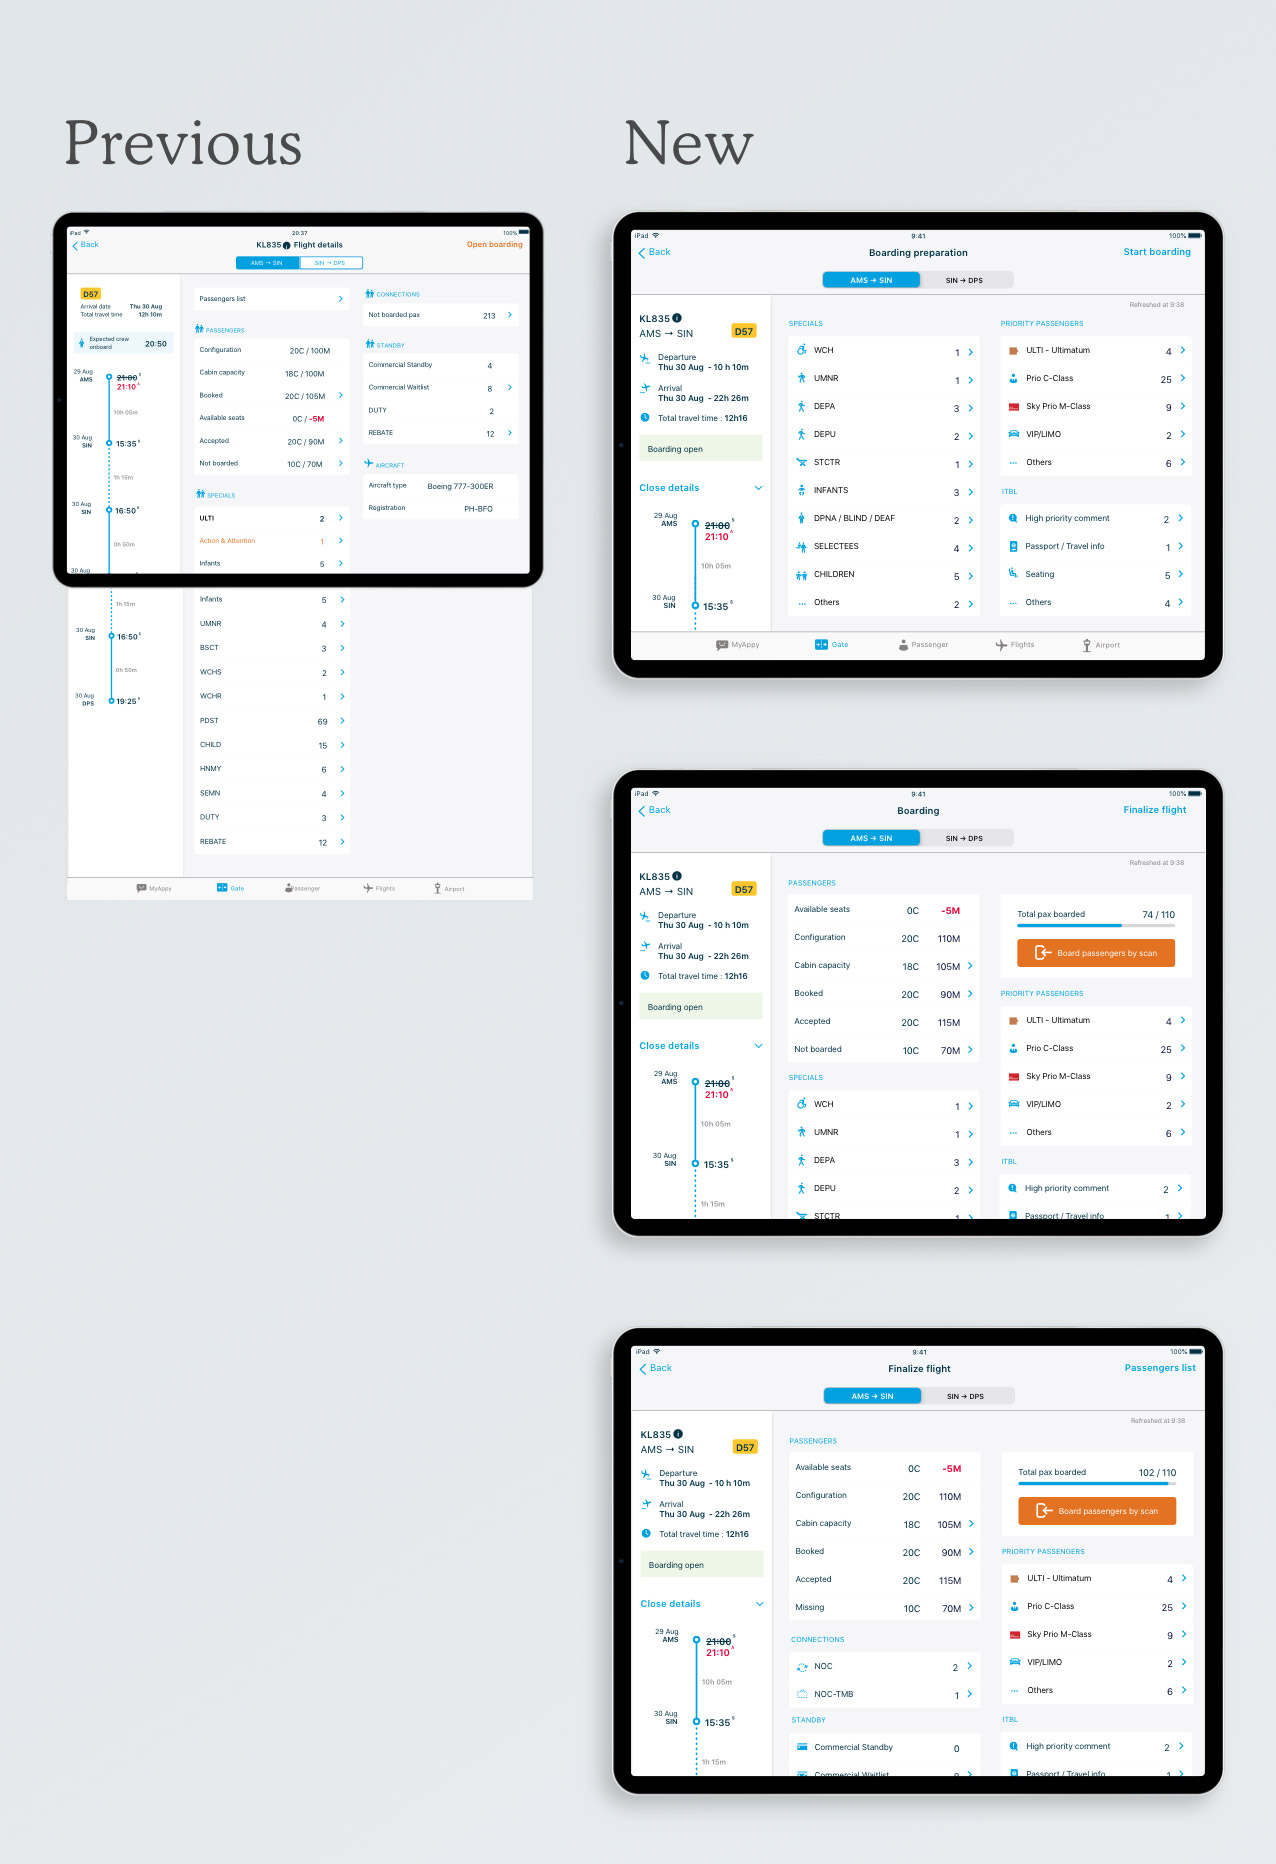 Previous
New
iPad 20:37 100%
Back KL835 Flight details Open boarding
AMS → SIN SIN → DPS
D57
Arrival date Thu 30 Aug
Total travel time 12h 10m
Expected crew onboard 20:50
29 Aug AMS 21:00 S
21:10 A
10h 05m
30 Aug SIN 15:35 S
1h 15m
30 Aug SIN 16:50 S
0h 50m
30 Aug
Passengers list
PASSENGERS
Configuration 20C / 100M
Cabin capacity 18C / 100M
Booked 20C / 105M
Available seats 0C / -5M
Accepted 20C / 90M
Not boarded 10C / 70M
SPECIALS
ULTI 2
Action & Attention 1
Infants 5
CONNECTIONS
Not boarded pax 213
STANDBY
Commercial Standby 4
Commercial Waitlist 8
DUTY 2
REBATE 12
AIRCRAFT
Aircraft type Boeing 777-300ER
Registration PH-BFO
1h 15m
30 Aug SIN 16:50 S
0h 50m
30 Aug DPS 19:25 S
Infants 5
UMNR 4
BSCT 3
WCHS 2
WCHR 1
PDST 69
CHILD 15
HNMY 6
SEMN 4
DUTY 3
REBATE 12
MyAppy Gate Passenger Flights Airport
iPad 9:41 100%
Back Boarding preparation Start boarding
AMS → SIN SIN → DPS
Refreshed at 9:38
KL835
AMS → SIN D57
Departure
Thu 30 Aug - 10 h 10m
Arrival
Thu 30 Aug - 22h 26m
Total travel time : 12h16
Boarding open
Close details
29 Aug AMS 21:00 S
21:10 A
10h 05m
30 Aug SIN 15:35 S
SPECIALS
WCH 1
UMNR 1
DEPA 3
DEPU 2
STCTR 1
INFANTS 3
DPNA / BLIND / DEAF 2
SELECTEES 4
CHILDREN 5
Others 2
PRIORITY PASSENGERS
ULTI - Ultimatum 4
Prio C-Class 25
Sky Prio M-Class 9
VIP/LIMO 2
Others 6
ITBL
High priority comment 2
Passport / Travel info 1
Seating 5
Others 4
MyAppy Gate Passenger Flights Airport
iPad 9:41 100%
Back Boarding Finalize flight
AMS → SIN SIN → DPS
Refreshed at 9:38
KL835
AMS → SIN D57
Departure
Thu 30 Aug - 10 h 10m
Arrival
Thu 30 Aug - 22h 26m
Total travel time : 12h16
Boarding open
Close details
29 Aug AMS 21:00 S
21:10 A
10h 05m
30 Aug SIN 15:35 S
1h 15m
PASSENGERS
Available seats 0C -5M
Configuration 20C 110M
Cabin capacity 18C 105M
Booked 20C 90M
Accepted 20C 115M
Not boarded 10C 70M
SPECIALS
WCH 1
UMNR 1
DEPA 3
DEPU 2
STCTR 1
Total pax boarded 74 / 110
Board passengers by scan
PRIORITY PASSENGERS
ULTI - Ultimatum 4
Prio C-Class 25
Sky Prio M-Class 9
VIP/LIMO 2
Others 6
ITBL
High priority comment 2
Passport / Travel info 1
iPad 9:41 100%
Back Finalize flight Passengers list
AMS → SIN SIN → DPS
Refreshed at 9:38
KL835
AMS → SIN D57
Departure
Thu 30 Aug - 10 h 10m
Arrival
Thu 30 Aug - 22h 26m
Total travel time : 12h16
Boarding open
Close details
29 Aug AMS 21:00 S
21:10 A
10h 05m
30 Aug SIN 15:35 S
1h 15m
PASSENGERS
Available seats 0C -5M
Configuration 20C 110M
Cabin capacity 18C 105M
Booked 20C 90M
Accepted 20C 115M
Missing 10C 70M
CONNECTIONS
NOC 2
NOC-TMB 1
STANDBY
Commercial Standby 0
Commercial Waitlist
Total pax boarded 102 / 110
Board passengers by scan
PRIORITY PASSENGERS
ULTI - Ultimatum 4
Prio C-Class 25
Sky Prio M-Class 9
VIP/LIMO 2
Others 6
ITBL
High priority comment 2
Passport / Travel info 1